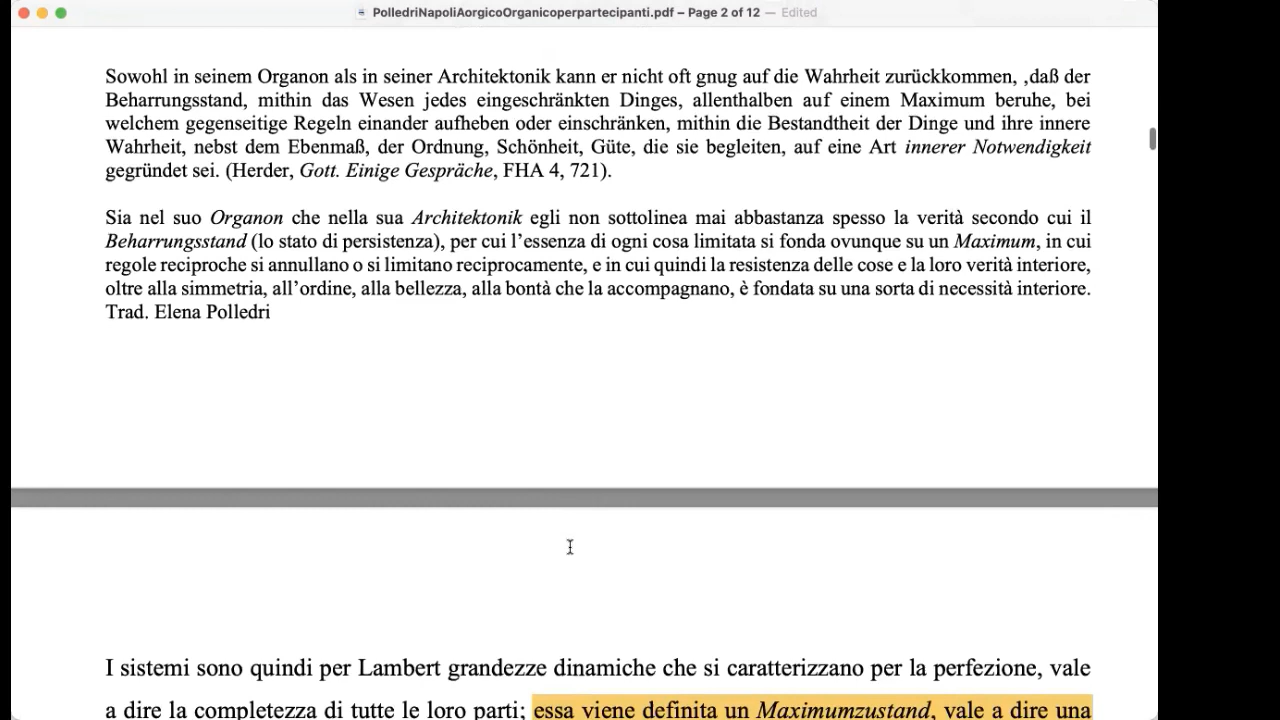 PolledriNapoliAorgicoOrganicoperpartecipanti.pdf – Page 2 of 12 — Edited
Sowohl in seinem Organon als in seiner Architektonik kann er nicht oft gnug auf die Wahrheit zurückkommen, ‚daß der
Beharrungsstand, mithin das Wesen jedes eingeschränkten Dinges, allenthalben auf einem Maximum beruhe, bei
welchem gegenseitige Regeln einander aufheben oder einschränken, mithin die Bestandtheit der Dinge und ihre innere
Wahrheit, nebst dem Ebenmaß, der Ordnung, Schönheit, Güte, die sie begleiten, auf eine Art innerer Notwendigkeit
gegründet sei. (Herder, Gott. Einige Gespräche, FHA 4, 721).
Sia nel suo Organon che nella sua Architektonik egli non sottolinea mai abbastanza spesso la verità secondo cui il
Beharrungsstand (lo stato di persistenza), per cui l’essenza di ogni cosa limitata si fonda ovunque su un Maximum, in cui
regole reciproche si annullano o si limitano reciprocamente, e in cui quindi la resistenza delle cose e la loro verità interiore,
oltre alla simmetria, all’ordine, alla bellezza, alla bontà che la accompagnano, è fondata su una sorta di necessità interiore.
Trad. Elena Polledri
I sistemi sono quindi per Lambert grandezze dinamiche che si caratterizzano per la perfezione, vale
a dire la completezza di tutte le loro parti; essa viene definita un Maximumzustand, vale a dire una